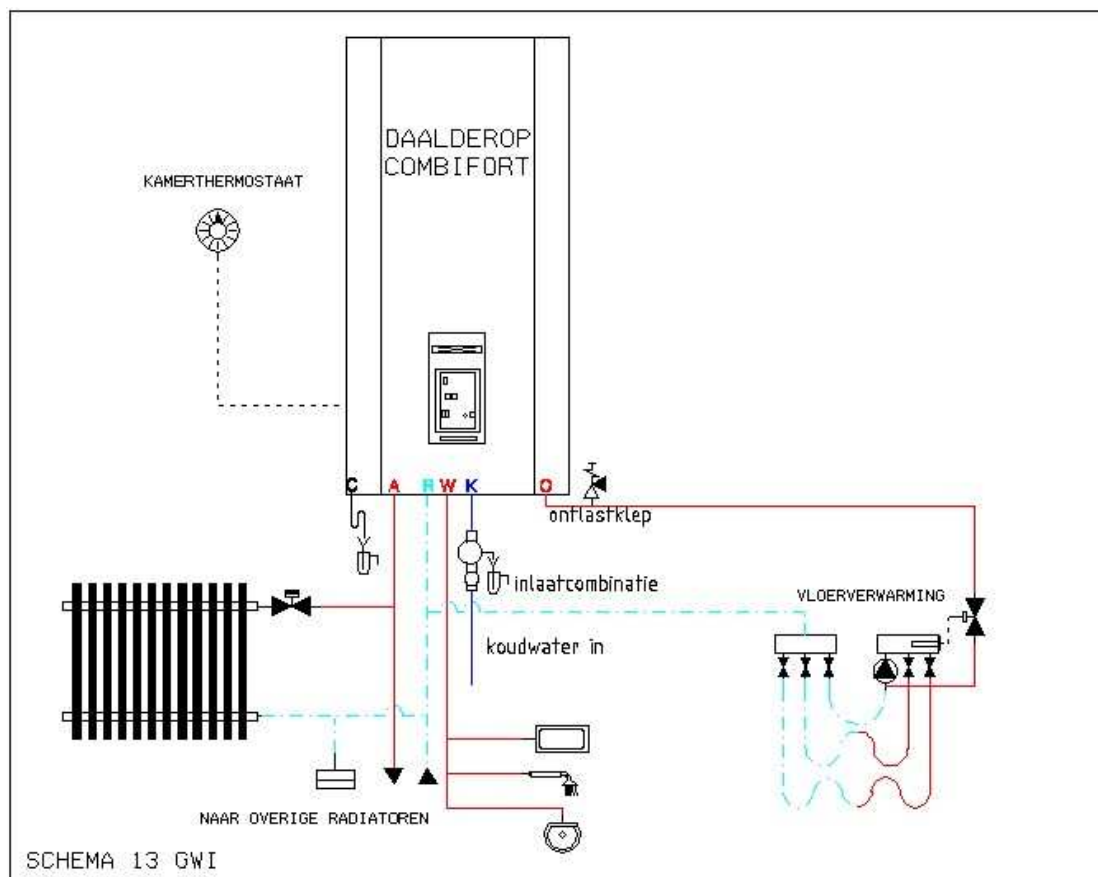 DAALDEROP
COMBIFORT
KAMERTHERMOSTAAT
C A R W K O
ontlastklep
inlaatcombinatie
VLOERVERWARMING
koudwater in
NAAR OVERIGE RADIATOREN
SCHEMA 13 GWI